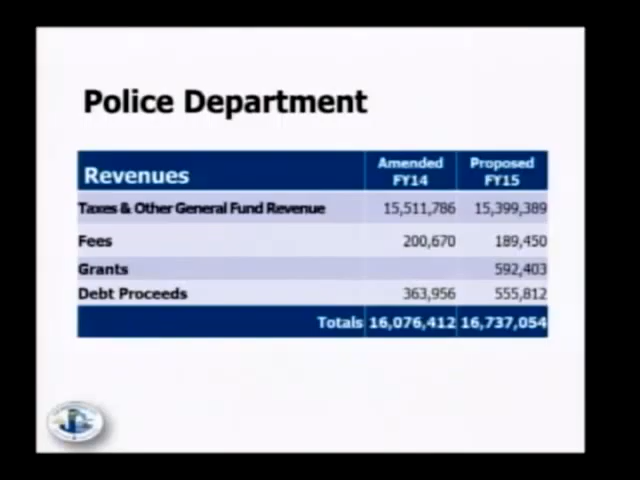 Police Department
Revenues Amended FY14 Proposed FY15
Taxes & Other General Fund Revenue 15,511,786 15,399,389
Fees 200,670 189,450
Grants 592,403
Debt Proceeds 363,956 555,812
Totals 16,076,412 16,737,054